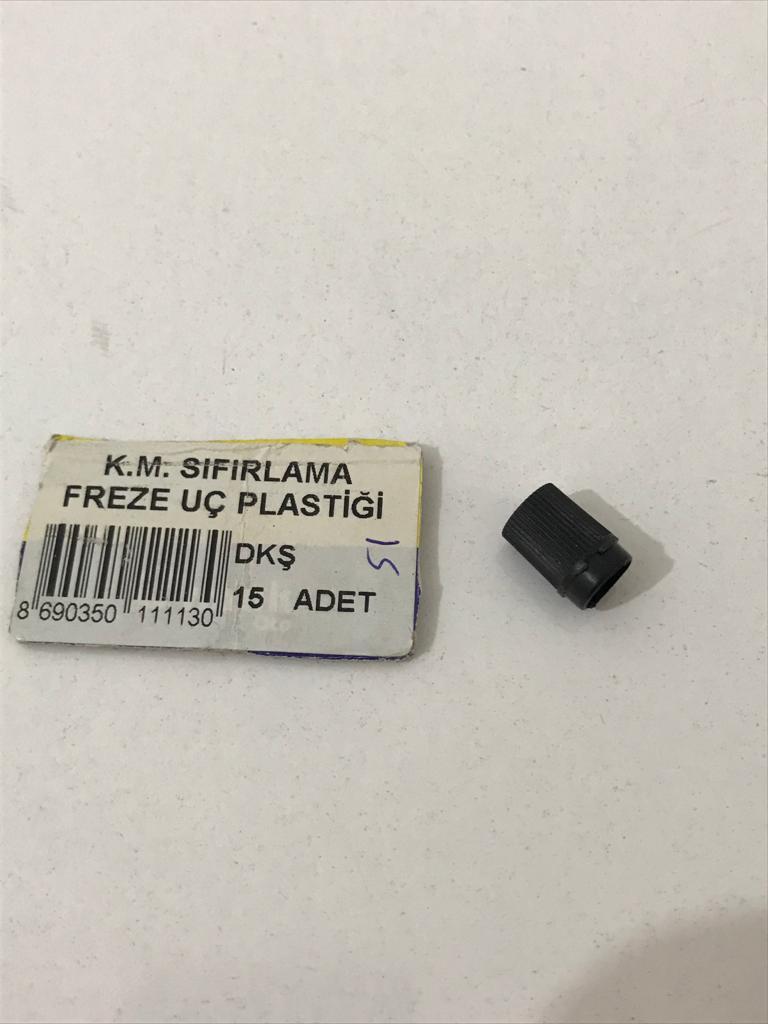 K.M. SIFIRLAMA
FREZE UÇ PLASTİĞİ
DKŞ
15 ADET
8 690350 111130